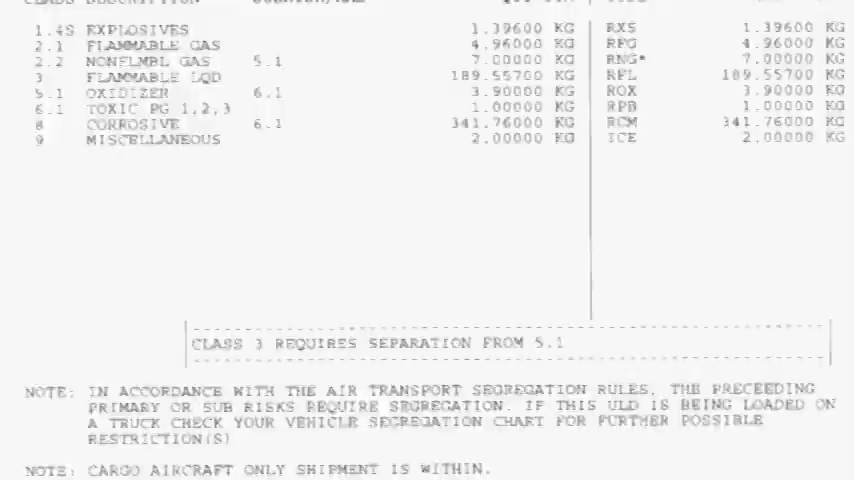 CLASS DESCRIPTION
1.4S EXPLOSIVES 1.39600 KG RXS 1.39600 KG
2.1 FLAMMABLE GAS 4.96000 KG RFG 4.96000 KG
2.2 NONFLMBL GAS 5.1 7.00000 KG RNG* 7.00000 KG
3 FLAMMABLE LQD 189.55700 KG RFL 189.55700 KG
5.1 OXIDIZER 6.1 3.90000 KG ROX 3.90000 KG
6.1 TOXIC PG 1,2,3 1.00000 KG RPB 1.00000 KG
8 CORROSIVE 6.1 341.76000 KG RCM 341.76000 KG
9 MISCELLANEOUS 2.00000 KG ICE 2.00000 KG
CLASS 3 REQUIRES SEPARATION FROM 5.1
NOTE: IN ACCORDANCE WITH THE AIR TRANSPORT SEGREGATION RULES, THE PRECEEDING
PRIMARY OR SUB RISKS REQUIRE SEGREGATION. IF THIS ULD IS BEING LOADED ON
A TRUCK CHECK YOUR VEHICLE SEGREGATION CHART FOR FURTHER POSSIBLE
RESTRICTION(S)
NOTE: CARGO AIRCRAFT ONLY SHIPMENT IS WITHIN.